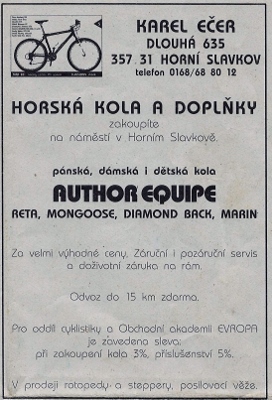 KAREL EČER
DLOUHÁ 635
357 31 HORNÍ SLAVKOV
telefon 0168/68 80 12
HORSKÁ KOLA A DOPLŇKY
zakoupíte
na náměstí v Horním Slavkově.
pánská, dámská i dětská kola
AUTHOR EQUIPE
RETA, MONGOOSE, DIAMOND BACK, MARIN
Za velmi výhodné ceny. Záruční i pozáruční servis
a doživotní záruka na rám.
Odvoz do 15 km zdarma.
Pro oddíl cyklistiky a Obchodní akademii EVROPA
je zavedena sleva:
při zakoupení kola 3%, příslušenství 5%.
V prodeji rotopedy a steppery, posilovací věže.